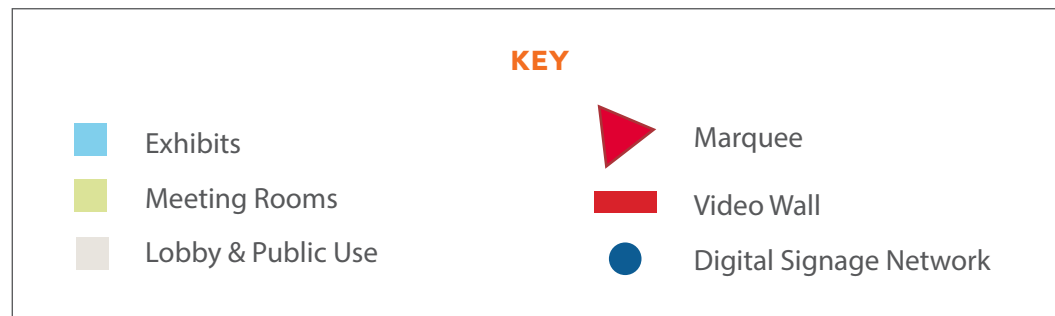 KEY
Exhibits
Meeting Rooms
Lobby & Public Use
Marquee
Video Wall
Digital Signage Network